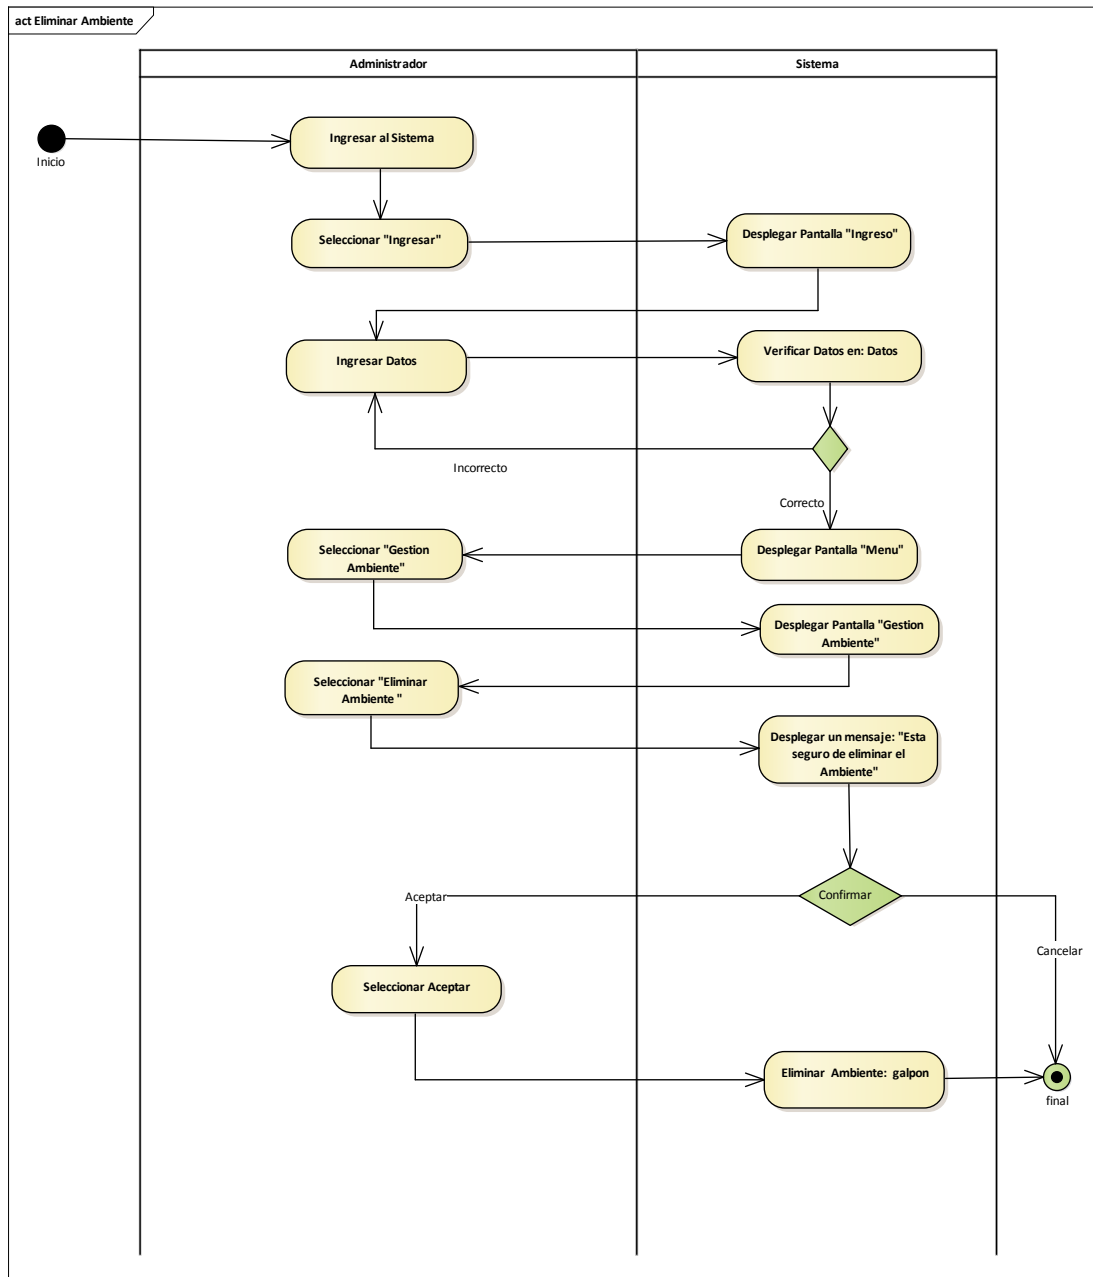 act Eliminar Ambiente
Administrador
Sistema
Inicio
Ingresar al Sistema
Seleccionar "Ingresar"
Desplegar Pantalla "Ingreso"
Ingresar Datos
Verificar Datos en: Datos
Incorrecto
Correcto
Seleccionar "Gestion
Ambiente"
Desplegar Pantalla "Menu"
Desplegar Pantalla "Gestion
Ambiente"
Seleccionar "Eliminar
Ambiente "
Desplegar un mensaje: "Esta
seguro de eliminar el
Ambiente"
Aceptar
Confirmar
Cancelar
Seleccionar Aceptar
Eliminar Ambiente: galpon
final